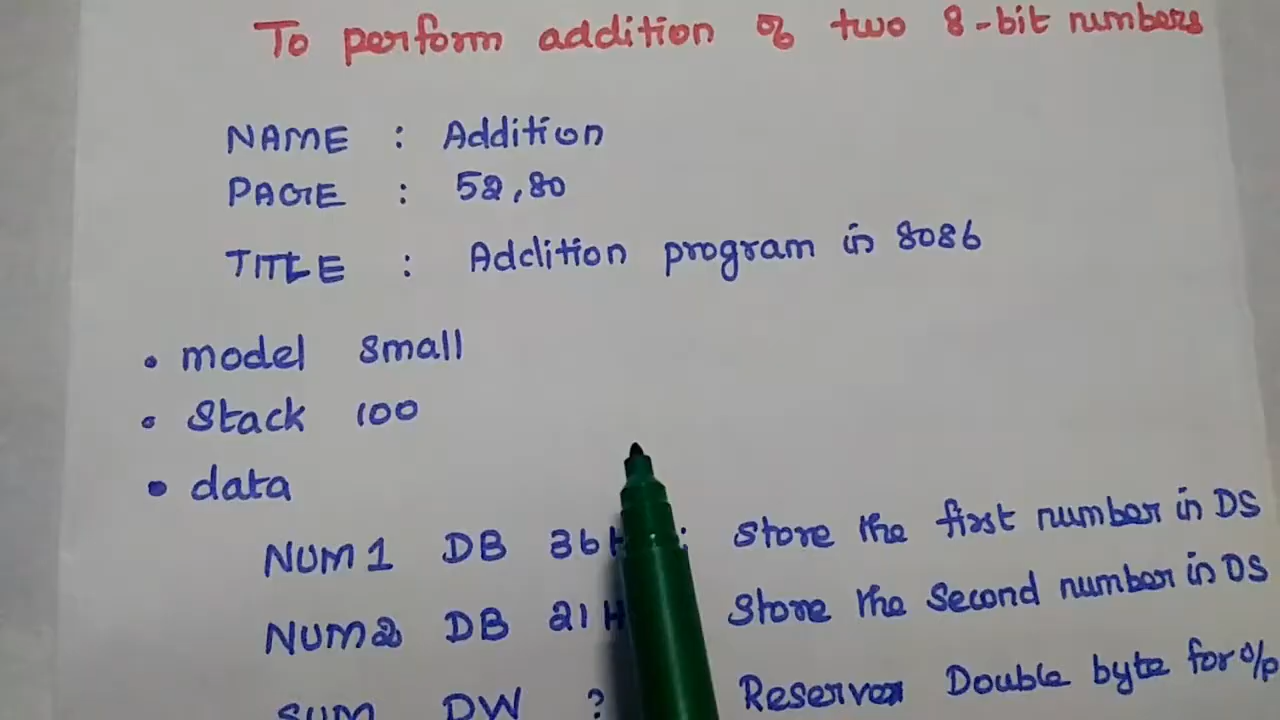 To perform addition of two 8-bit numbers
NAME : Addition
PAGE : 52,80
TITLE : Addition program in 8086
. model small
. Stack 100
. data
NUM1 DB 36H ; Store the first number in DS
NUM2 DB 21H Store the Second number in DS
SUM DW ? Reserves Double byte for o/p